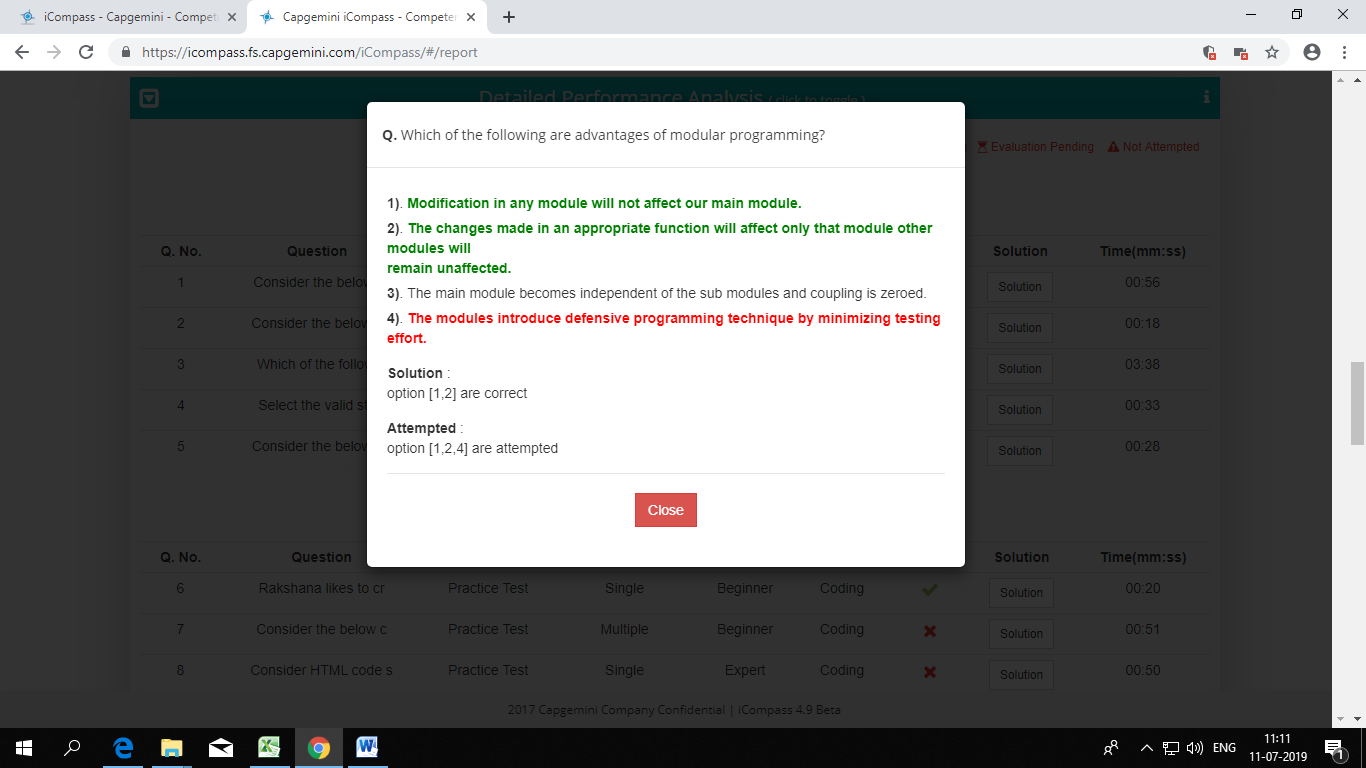 iCompass - Capgemini - Compet
Capgemini iCompass - Competen
https://icompass.fs.capgemini.com/iCompass/#/report
Detailed Performance Analysis ( click to toggle )
Evaluation Pending Not Attempted
Q. Which of the following are advantages of modular programming?
1). Modification in any module will not affect our main module.
2). The changes made in an appropriate function will affect only that module other
modules will
remain unaffected.
3). The main module becomes independent of the sub modules and coupling is zeroed.
4). The modules introduce defensive programming technique by minimizing testing
effort.
Solution :
option [1,2] are correct
Attempted :
option [1,2,4] are attempted
Close
Q. No. Question Solution Time(mm:ss)
1 Consider the below Solution 00:56
2 Consider the below Solution 00:18
3 Which of the follow Solution 03:38
4 Select the valid st Solution 00:33
5 Consider the below Solution 00:28
Q. No. Question Solution Time(mm:ss)
6 Rakshana likes to cr Practice Test Single Beginner Coding Solution 00:20
7 Consider the below c Practice Test Multiple Beginner Coding Solution 00:51
8 Consider HTML code s Practice Test Single Expert Coding Solution 00:50
2017 Capgemini Company Confidential | iCompass 4.9 Beta
ENG
11:11
11-07-2019
1